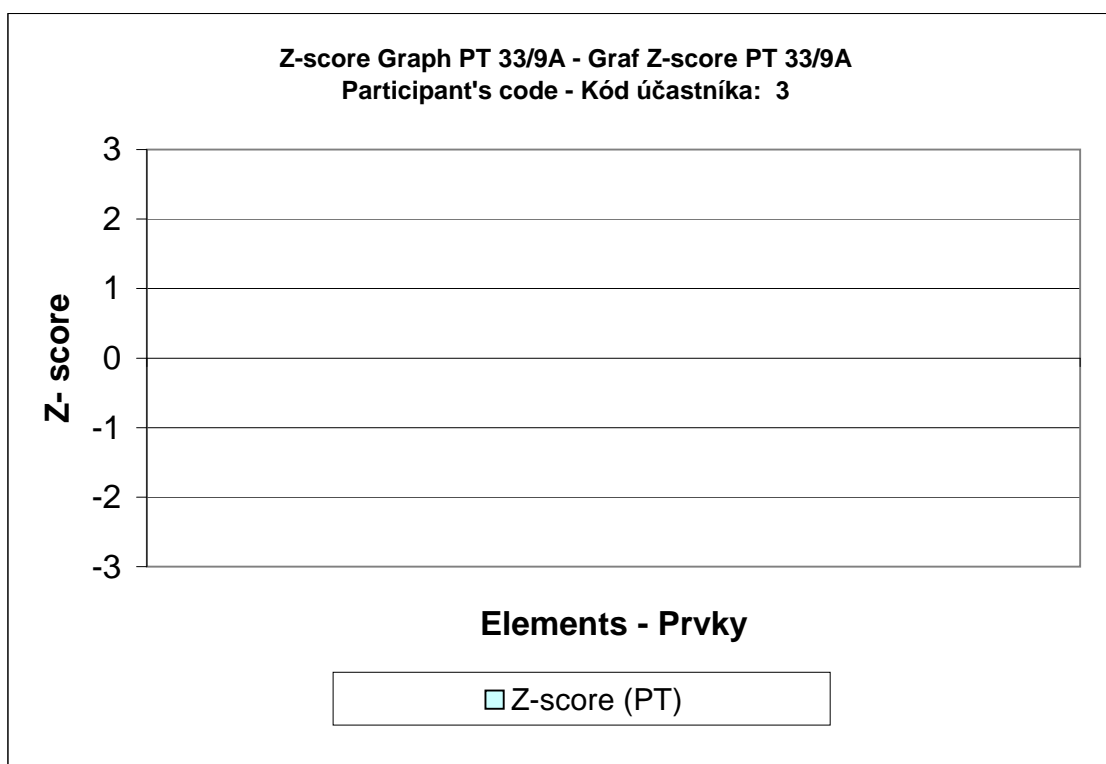 Z-score Graph PT 33/9A - Graf Z-score PT 33/9A
Participant's code - Kód účastníka: 3
3
2
1
0
-1
-2
-3
Z- score
Elements - Prvky
Z-score (PT)